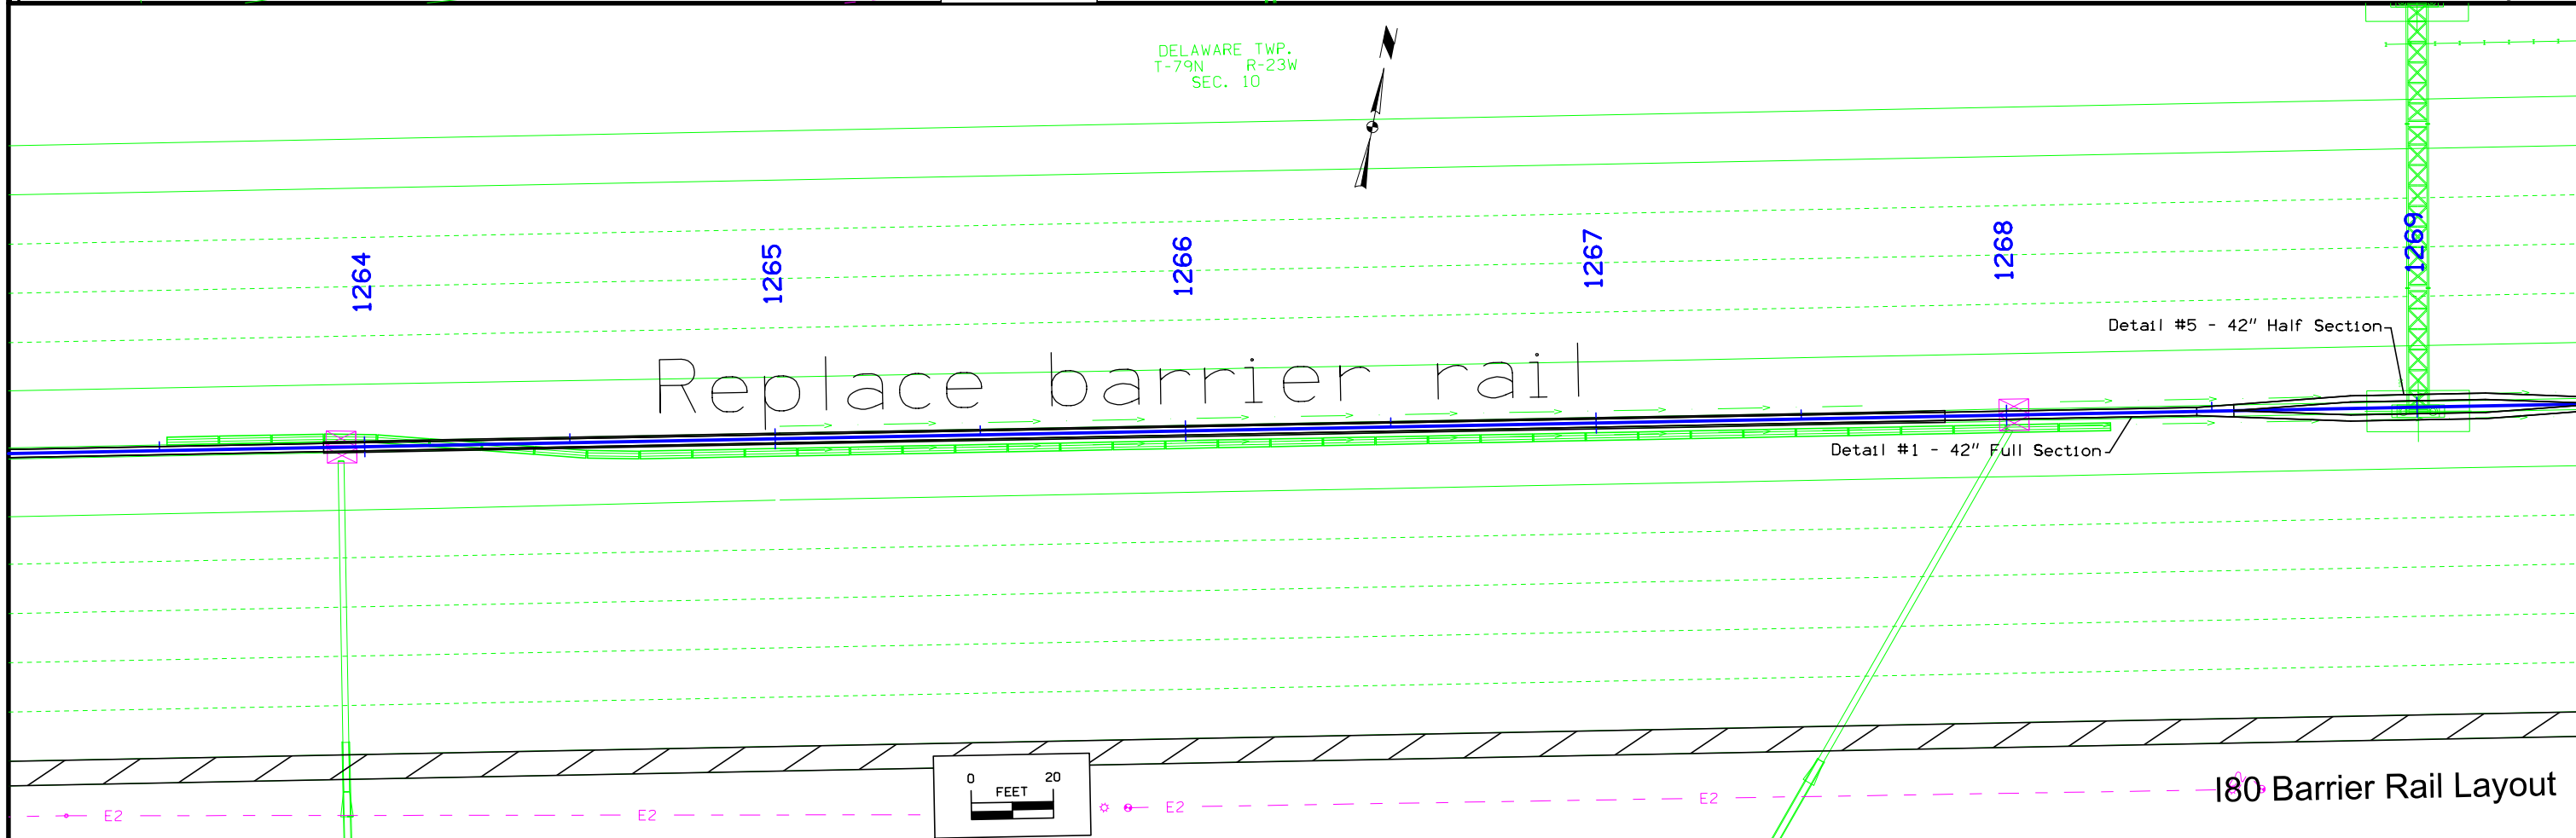 DELAWARE TWP.
T-79N R-23W
SEC. 10
N
1264
1265
1266
1267
1268
1269
Detail #5 - 42" Half Section
Replace barrier rail
Detail #1 - 42" Full Section
0 20
FEET
E2
E2
E2
E2
I80 Barrier Rail Layout